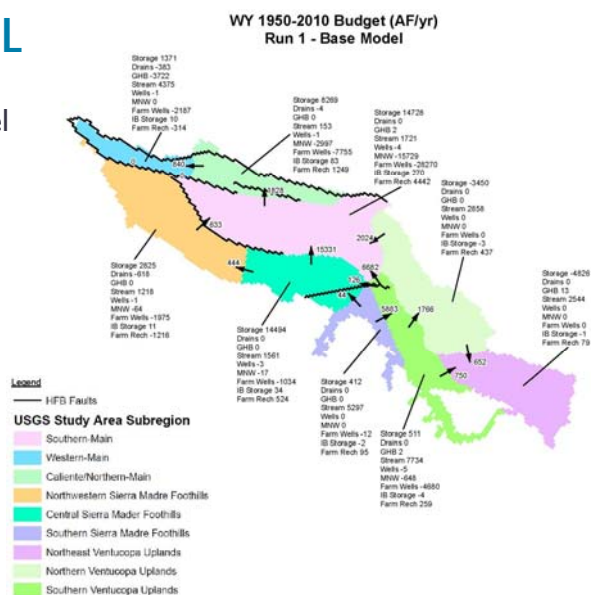 L
el
WY 1950-2010 Budget (AF/yr)
Run 1 - Base Model
Storage 1371
Drains -383
GHB -3722
Stream 4375
Wells -1
MNW 0
Farm Wells -2187
IB Storage 10
Farm Rech -314
Storage 8269
Drains -4
GHB 0
Stream 153
Wells -1
MNW -2997
Farm Wells -7755
IB Storage 83
Farm Rech 1249
Storage 14728
Drains 0
GHB 2
Stream 1721
Wells -4
MNW -15729
Farm Wells -28270
IB Storage 270
Farm Rech 4442
Storage -3450
Drains 0
GHB 0
Stream 2858
Wells 0
MNW 0
Farm Wells 0
IB Storage -3
Farm Rech 437
0
840
1828
833
2024
15331
6682
444
126
44
5883
1766
652
750
Storage 2825
Drains -618
GHB 0
Stream 1218
Wells -1
MNW -64
Farm Wells -1975
IB Storage 11
Farm Rech -1216
Storage -4826
Drains 0
GHB 13
Stream 2544
Wells 0
MNW 0
Farm Wells 0
IB Storage -1
Farm Rech 79
Storage 14494
Drains 0
GHB 0
Stream 1561
Wells -3
MNW -17
Farm Wells -1034
IB Storage 34
Farm Rech 524
Storage 412
Drains 0
GHB 0
Stream 5297
Wells 0
MNW 0
Farm Wells -12
IB Storage -2
Farm Rech 95
Storage 511
Drains 0
GHB 2
Stream 7734
Wells -5
MNW -648
Farm Wells -4680
IB Storage -4
Farm Rech 259
Legend
HFB Faults
USGS Study Area Subregion
Southern-Main
Western-Main
Caliente/Northern-Main
Northwestern Sierra Madre Foothills
Central Sierra Mader Foothills
Southern Sierra Madre Foothills
Northeast Ventucopa Uplands
Northern Ventucopa Uplands
Southern Ventucopa Uplands